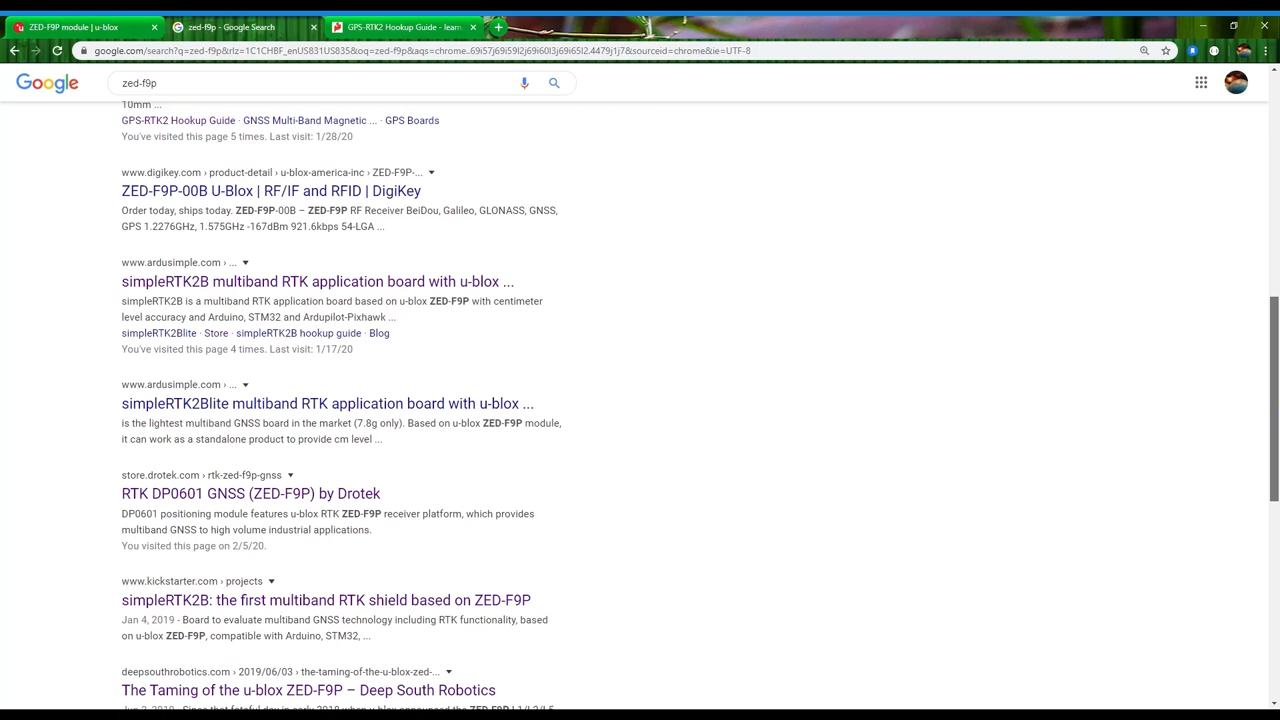 ZED-F9P module | u-blox
zed-f9p - Google Search
GPS-RTK2 Hookup Guide - learn
google.com/search?q=zed-f9p&rlz=1C1CHBF_enUS831US835&oq=zed-f9p&aqs=chrome..69i57j69i59l2j69i60l3j69i65l2.4479j1j7&sourceid=chrome&ie=UTF-8
Google
zed-f9p
10mm ...
GPS-RTK2 Hookup Guide · GNSS Multi-Band Magnetic ... · GPS Boards
You've visited this page 5 times. Last visit: 1/28/20
www.digikey.com › product-detail › u-blox-america-inc › ZED-F9P-...
ZED-F9P-00B U-Blox | RF/IF and RFID | DigiKey
Order today, ships today. ZED-F9P-00B – ZED-F9P RF Receiver BeiDou, Galileo, GLONASS, GNSS,
GPS 1.2276GHz, 1.575GHz -167dBm 921.6kbps 54-LGA ...
www.ardusimple.com › ...
simpleRTK2B multiband RTK application board with u-blox ...
simpleRTK2B is a multiband RTK application board based on u-blox ZED-F9P with centimeter
level accuracy and Arduino, STM32 and Ardupilot-Pixhawk ...
simpleRTK2Blite · Store · simpleRTK2B hookup guide · Blog
You've visited this page 4 times. Last visit: 1/17/20
www.ardusimple.com › ...
simpleRTK2Blite multiband RTK application board with u-blox ...
is the lightest multiband GNSS board in the market (7.8g only). Based on u-blox ZED-F9P module,
it can work as a standalone product to provide cm level ...
store.drotek.com › rtk-zed-f9p-gnss
RTK DP0601 GNSS (ZED-F9P) by Drotek
DP0601 positioning module features u-blox RTK ZED-F9P receiver platform, which provides
multiband GNSS to high volume industrial applications.
You visited this page on 2/5/20.
www.kickstarter.com › projects
simpleRTK2B: the first multiband RTK shield based on ZED-F9P
Jan 4, 2019 - Board to evaluate multiband GNSS technology including RTK functionality, based
on u-blox ZED-F9P, compatible with Arduino, STM32, ...
deepsouthrobotics.com › 2019/06/03 › the-taming-of-the-u-blox-zed-...
The Taming of the u-blox ZED-F9P – Deep South Robotics